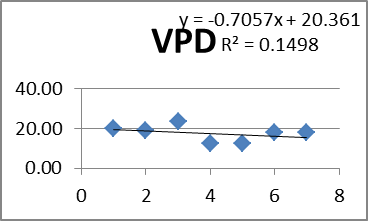 y = -0.7057x + 20.361
VPD
R² = 0.1498
40.00
20.00
0.00
0 2 4 6 8